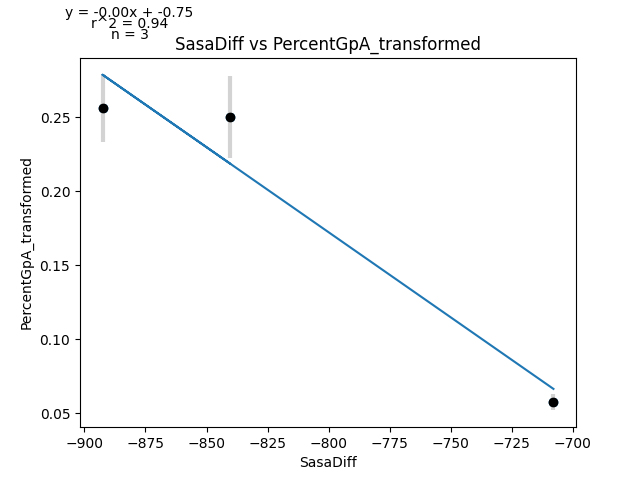 y = -0.00x + -0.75
r^2 = 0.94
n = 3
SasaDiff vs PercentGpA_transformed
PercentGpA_transformed
0.25
0.20
0.15
0.10
0.05
−900 −875 −850 −825 −800 −775 −750 −725 −700
SasaDiff